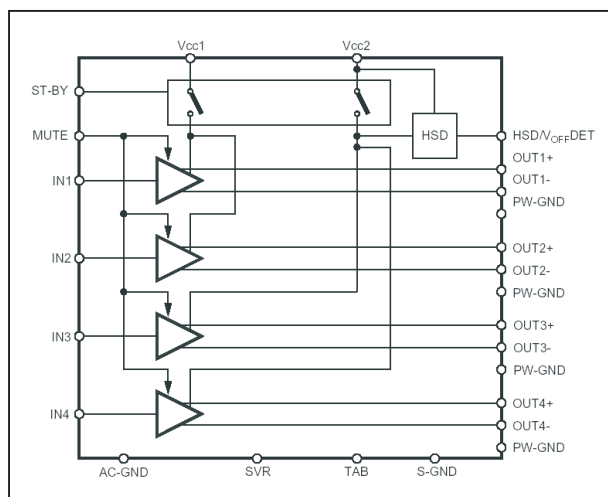 Vcc1 Vcc2
ST-BY
MUTE HSD HSD/VOFFDET
OUT1+
IN1 OUT1-
PW-GND
OUT2+
IN2 OUT2-
PW-GND
OUT3+
IN3 OUT3-
PW-GND
OUT4+
IN4 OUT4-
PW-GND
AC-GND SVR TAB S-GND